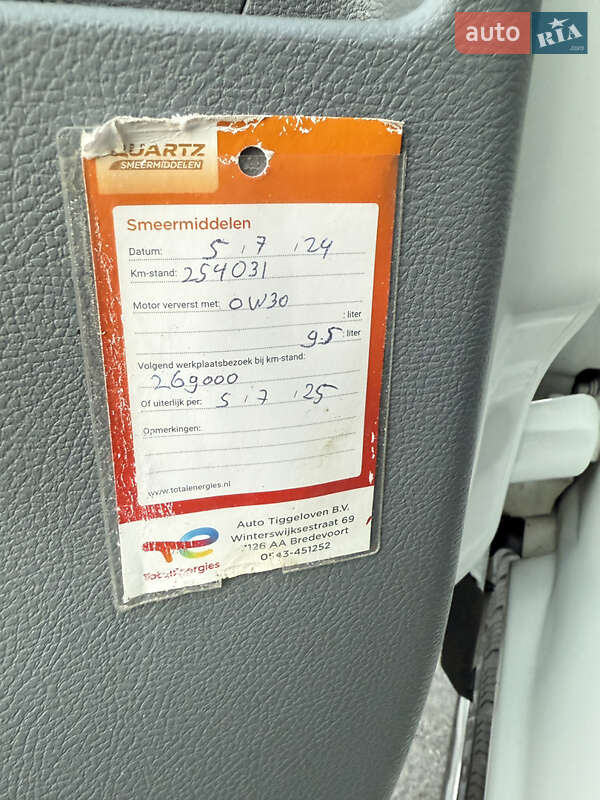 auto RIA.com
QUARTZ
SMEERMIDDELEN
Smeermiddelen
Datum: 5 , 7 , 24
Km-stand: 254031
Motor ververst met: 0W30
: liter
9.5 : liter
Volgend werkplaatsbezoek bij km-stand:
269000
Of uiterlijk per: 5 , 7 , 25
Opmerkingen:
www.totalenergies.nl
Auto Tiggeloven B.V.
Winterswijksestraat 69
7126 AA Bredevoort
0543-451252
TotalEnergies